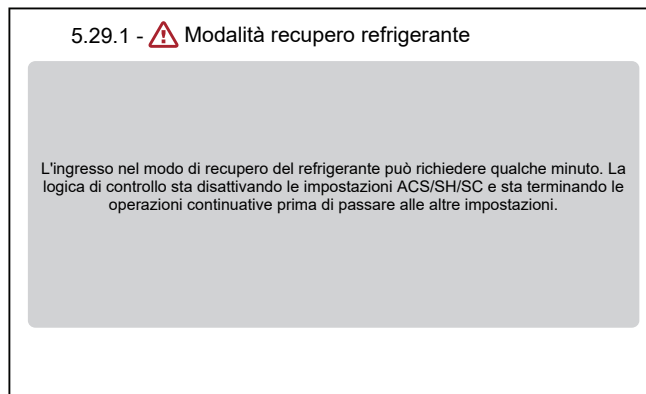 5.29.1 - Modalità recupero refrigerante
L'ingresso nel modo di recupero del refrigerante può richiedere qualche minuto. La
logica di controllo sta disattivando le impostazioni ACS/SH/SC e sta terminando le
operazioni continuative prima di passare alle altre impostazioni.